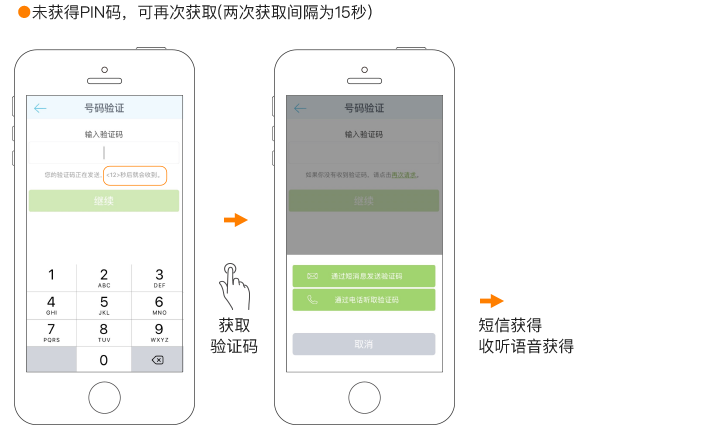 未获得PIN码，可再次获取(两次获取间隔为15秒)
号码验证
输入验证码
您的验证码正在发送，<12>秒后就会收到。
继续
1
2
ABC
3
DEF
4
GHI
5
JKL
6
MNO
7
PQRS
8
TUV
9
WXYZ
0
获取
验证码
号码验证
输入验证码
如果你没有收到验证码，请点击再次请求。
继续
通过短消息发送验证码
通过电话听取验证码
取消
短信获得
收听语音获得